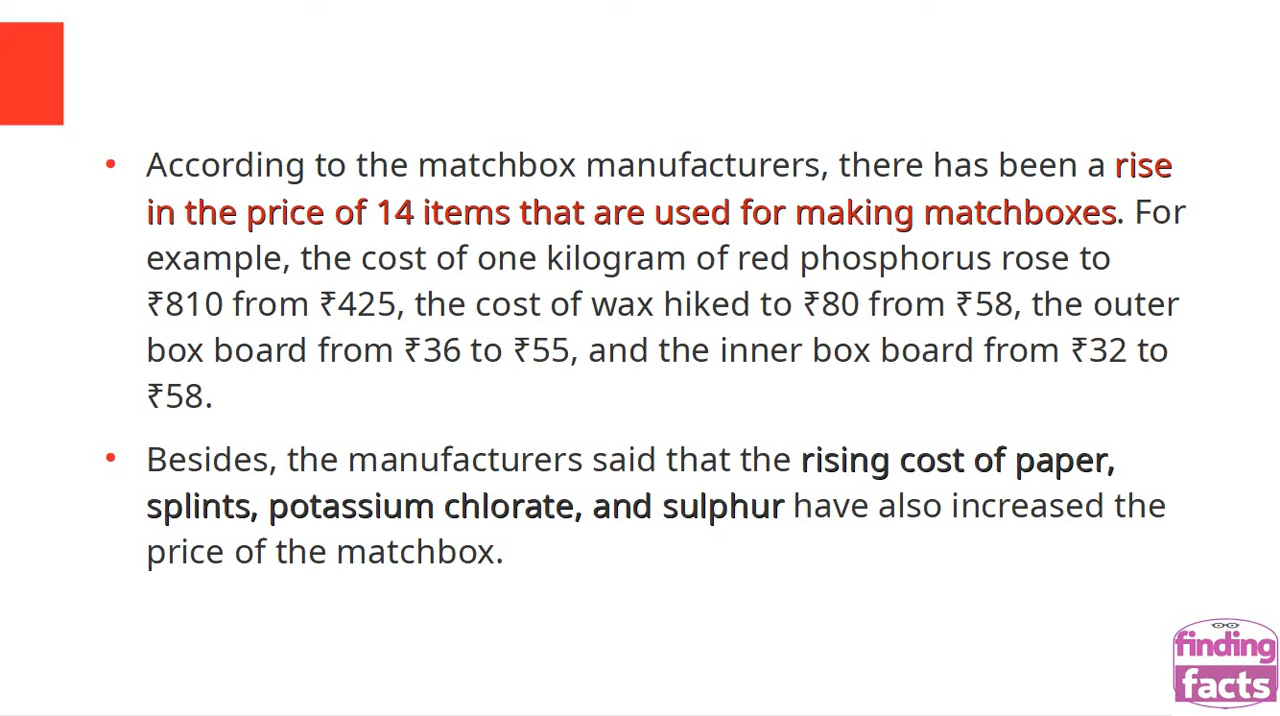 • According to the matchbox manufacturers, there has been a rise
in the price of 14 items that are used for making matchboxes. For
example, the cost of one kilogram of red phosphorus rose to
₹810 from ₹425, the cost of wax hiked to ₹80 from ₹58, the outer
box board from ₹36 to ₹55, and the inner box board from ₹32 to
₹58.
• Besides, the manufacturers said that the rising cost of paper,
splints, potassium chlorate, and sulphur have also increased the
price of the matchbox.
finding
facts